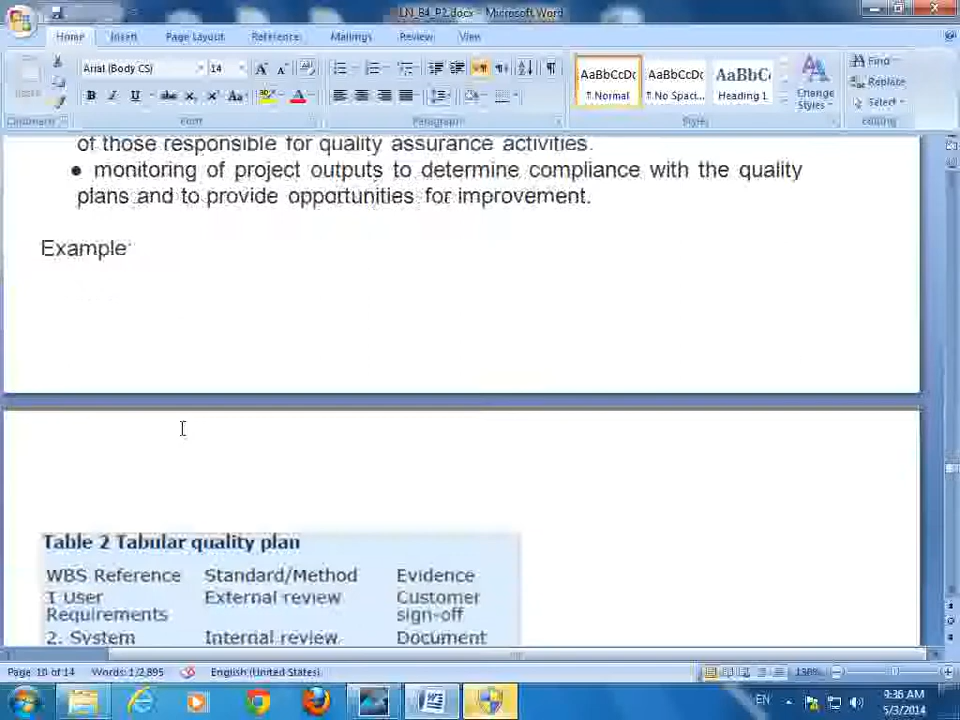 LN_B4_P2.docx - Microsoft Word
Home Insert Page Layout Reference Mailings Review View
Arial (Body CS) 14
Find
Replace
Select
AaBbCcDc AaBbCcDc AaBbC
¶ Normal ¶ No Spaci... Heading 1
Change
Styles
Font Paragraph Styles Editing
of those responsible for quality assurance activities.
● monitoring of project outputs to determine compliance with the quality
plans and to provide opportunities for improvement.
Example
Table 2 Tabular quality plan
WBS Reference Standard/Method Evidence
1 User External review Customer
Requirements sign-off
2. System Internal review Document
Page 10 of 14 Words: 1/2,895 English (United States) 130%
EN 9:36 AM
5/3/2014